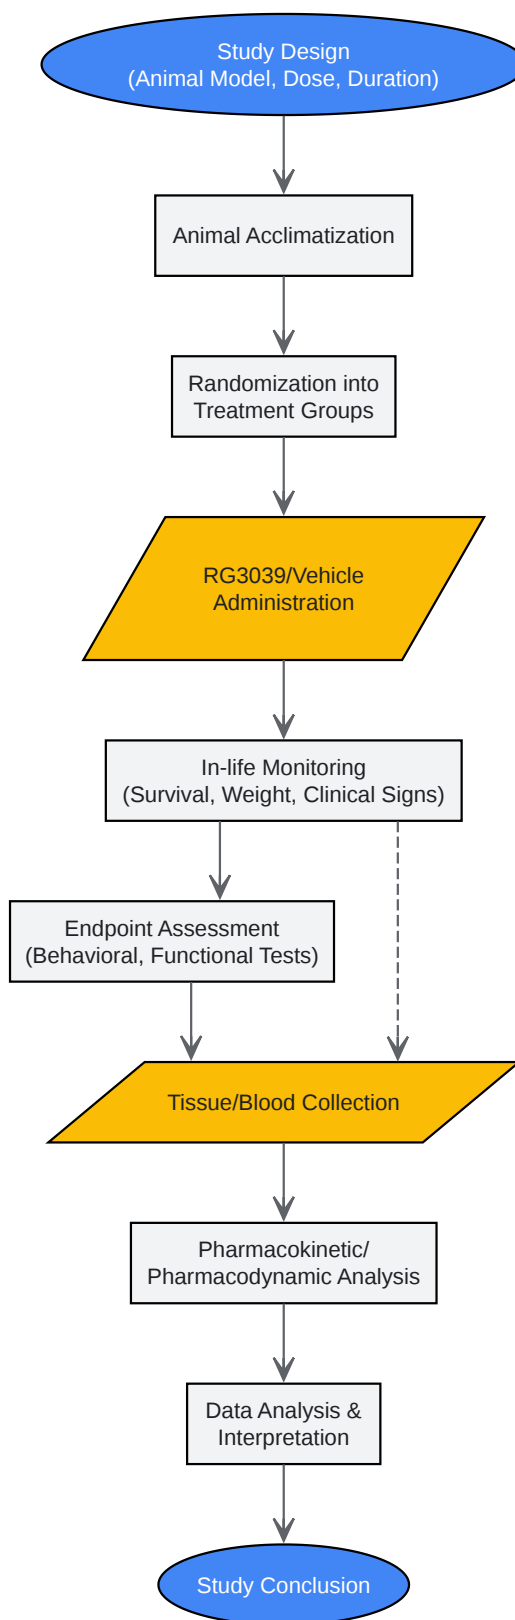 Study Design
(Animal Model, Dose, Duration)
Animal Acclimatization
Randomization into
Treatment Groups
RG3039/Vehicle
Administration
In-life Monitoring
(Survival, Weight, Clinical Signs)
Endpoint Assessment
(Behavioral, Functional Tests)
Tissue/Blood Collection
Pharmacokinetic/
Pharmacodynamic Analysis
Data Analysis &
Interpretation
Study Conclusion